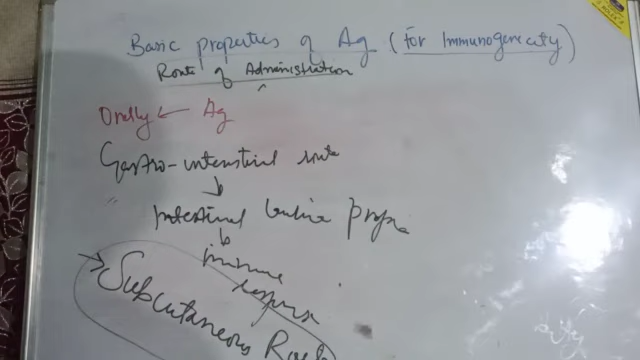 Basic properties of Ag (for Immunogenecity)
Route of Administration
Orally ← Ag
Gastro-intenstinal route
↓
Intestinal lamina propria
↓
immune
response
→ Subcutaneous Route